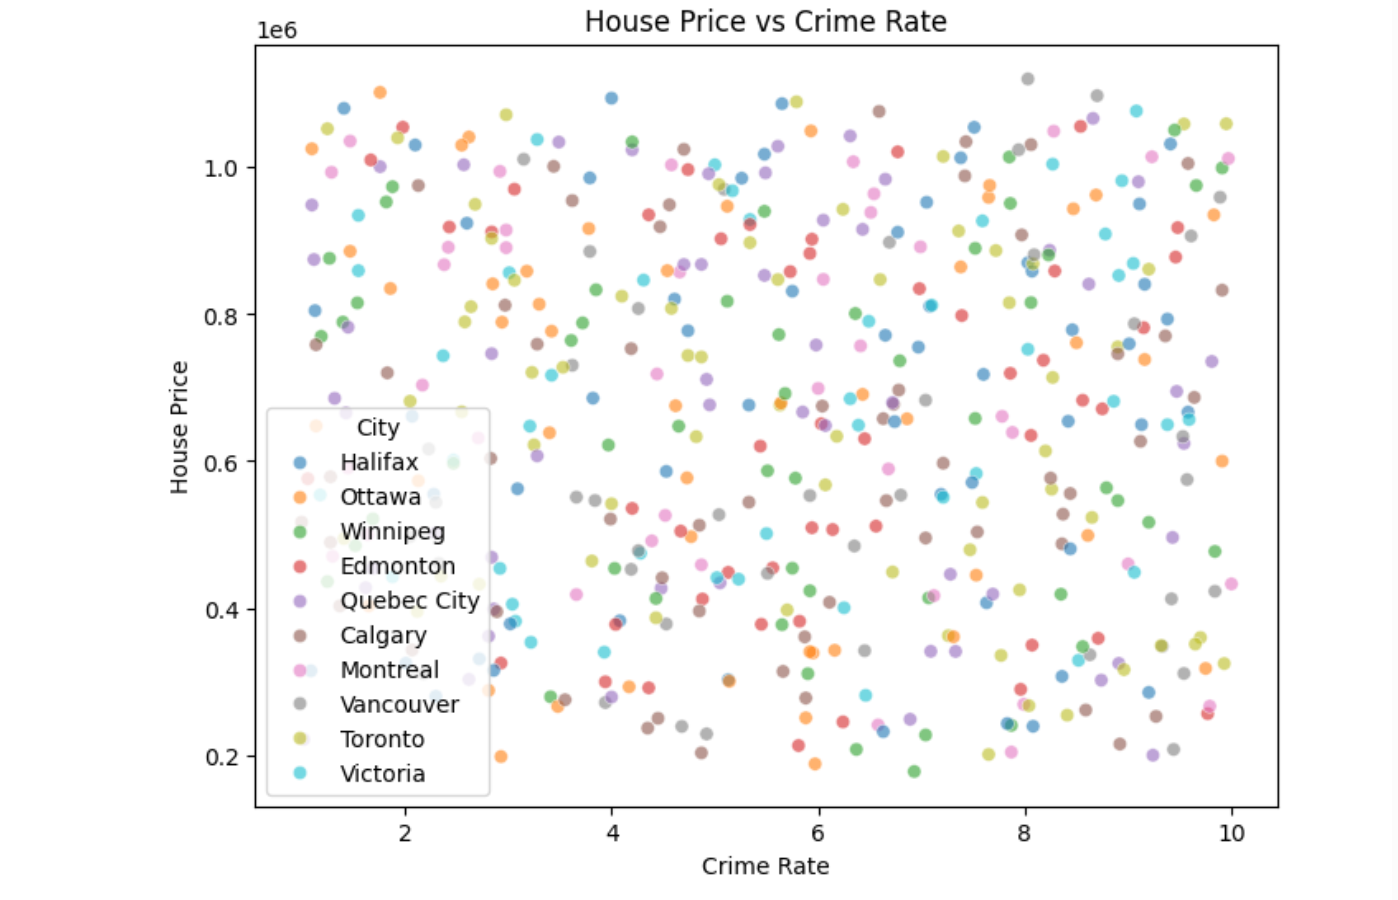 House Price vs Crime Rate
1e6
1.0
0.8
0.6
0.4
0.2
House Price
City
Halifax
Ottawa
Winnipeg
Edmonton
Quebec City
Calgary
Montreal
Vancouver
Toronto
Victoria
2 4 6 8 10
Crime Rate